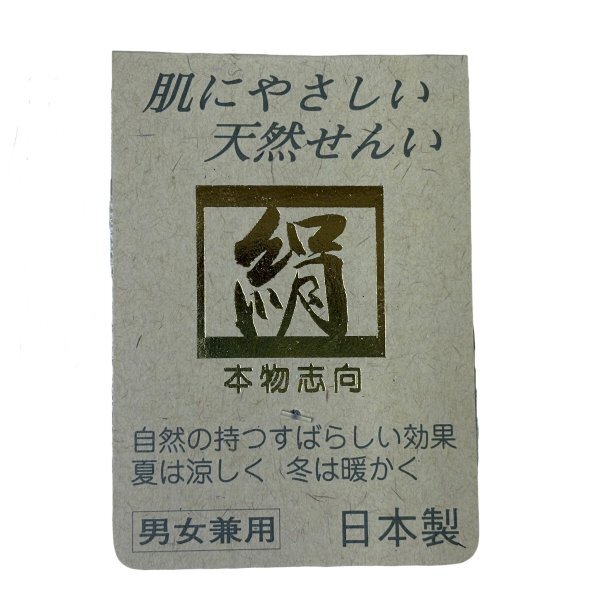 肌にやさしい
天然せんい
絹
本物志向
自然の持つすばらしい効果
夏は涼しく 冬は暖かく
男女兼用
日本製